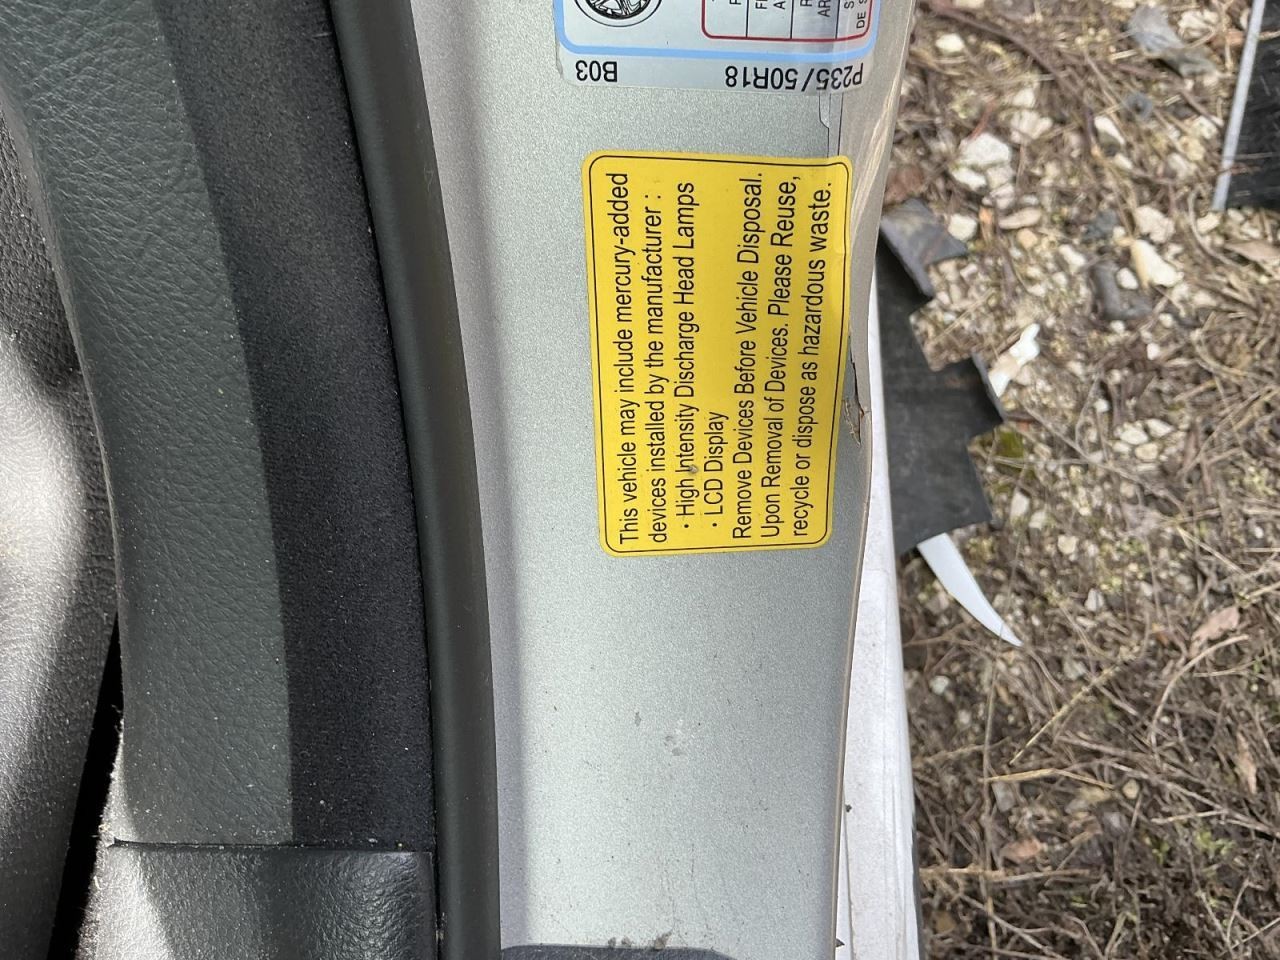 P235/50R18
B03
This vehicle may include mercury-added
devices installed by the manufacturer :
· High Intensity Discharge Head Lamps
· LCD Display
Remove Devices Before Vehicle Disposal.
Upon Removal of Devices. Please Reuse,
recycle or dispose as hazardous waste.